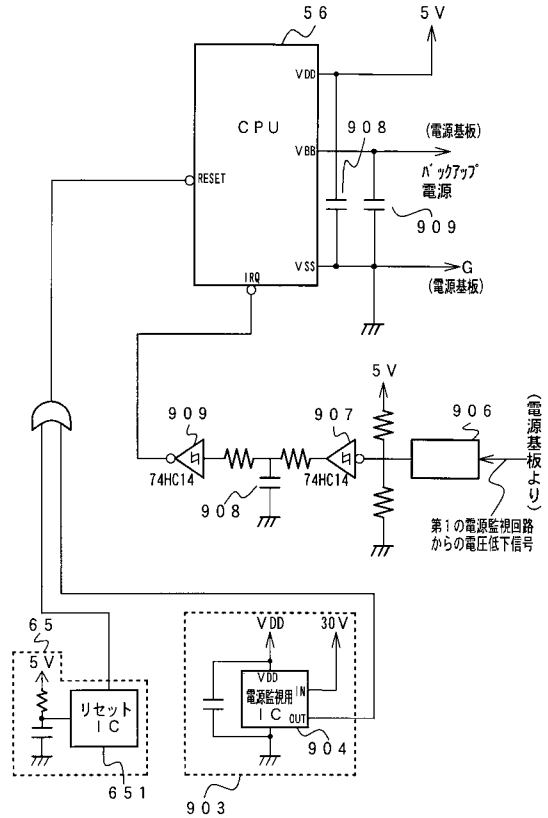 56
5V
VDD
CPU
908
(電源基板)
VBB
バックアップ
電源
RESET
909
VSS
G
(電源基板)
IRQ
5V
909
907
906
(電源基板より)
74HC14
74HC14
908
第1の電源監視回路
からの電圧低下信号
65
VDD
30V
5V
VDD
リセット
IC
電源監視用
IC
IN
OUT
904
651
903